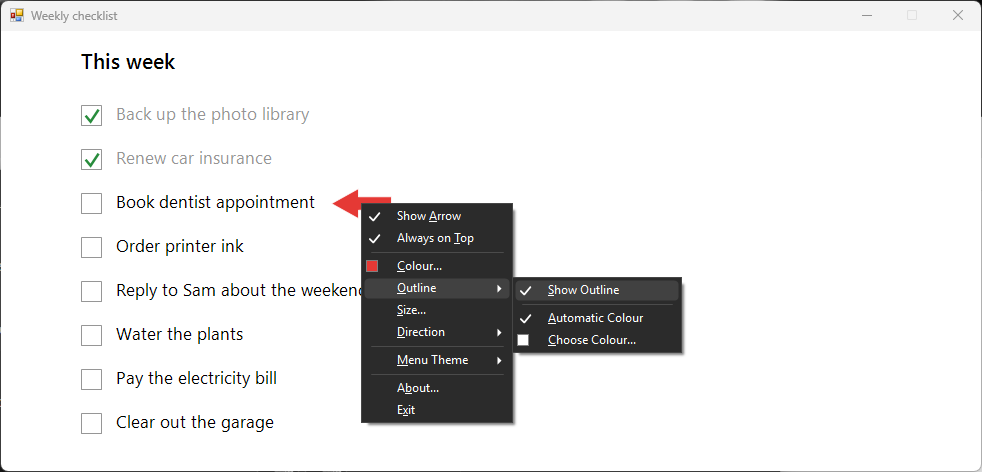 Weekly checklist
This week
Back up the photo library
Renew car insurance
Book dentist appointment
Order printer ink
Reply to Sam about the weekend
Water the plants
Pay the electricity bill
Clear out the garage
Show Arrow
Always on Top
Colour...
Outline
Size...
Direction
Menu Theme
About...
Exit
Show Outline
Automatic Colour
Choose Colour...